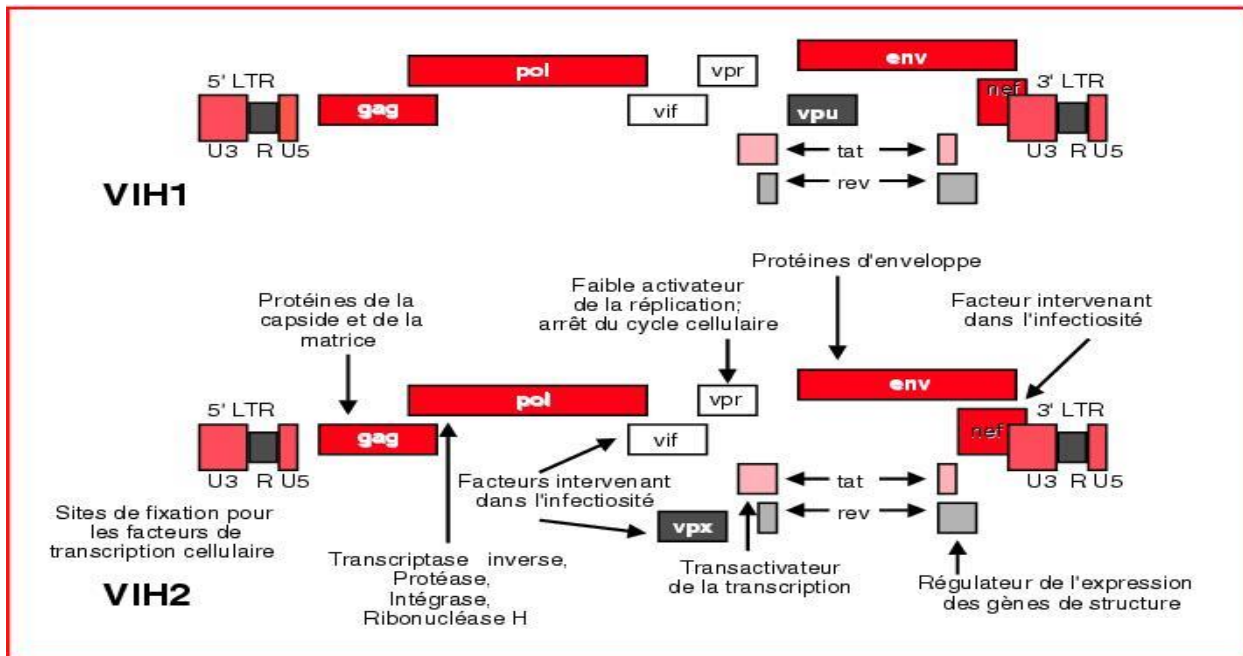 env
pol
vpr
5' LTR
nef
3' LTR
gag
vif
vpu
U3 R U5
tat
U3 R U5
rev
VIH1
Protéines d'enveloppe
Faible activateur
de la réplication;
arrêt du cycle cellulaire
Protéines de la
capside et de la
matrice
Facteur intervenant
dans l'infectiosité
env
pol
vpr
5' LTR
nef
3' LTR
gag
vif
U3 R U5
tat
U3 R U5
Facteurs intervenant
dans l'infectiosité
rev
vpx
Sites de fixation pour
les facteurs de
transcription cellulaire
Transcriptase inverse,
Protéase,
Intégrase,
Ribonucléase H
Transactivateur
de la transcription
Régulateur de l'expression
des gènes de structure
VIH2